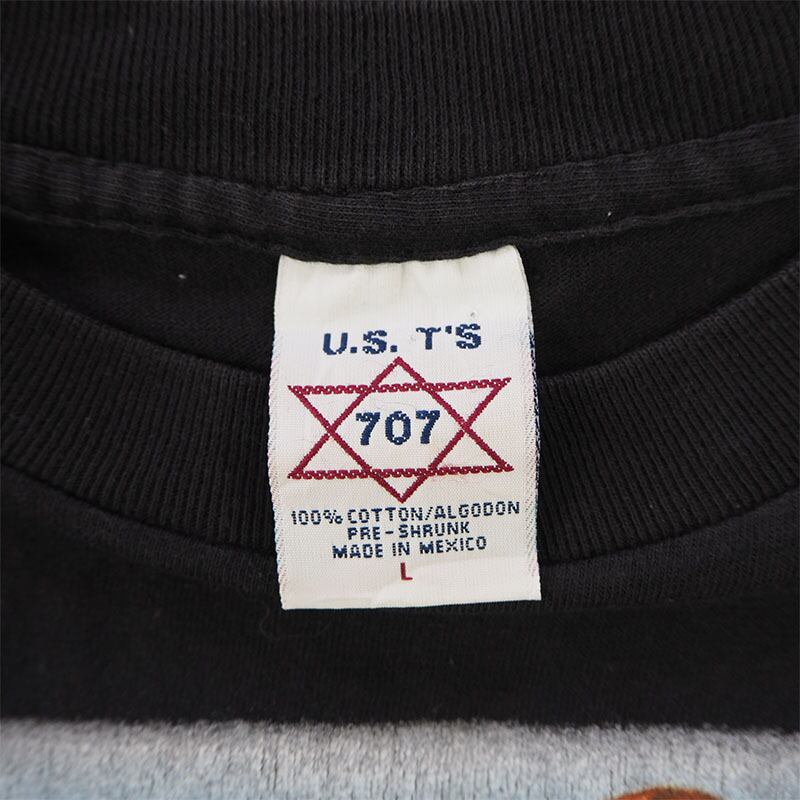 U.S. T'S
707
100% COTTON/ALGODON
PRE-SHRUNK
MADE IN MEXICO
L